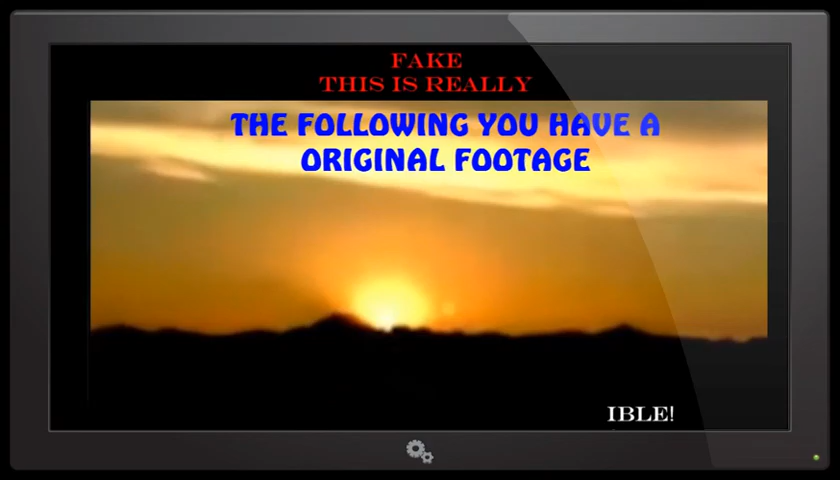 FAKE
THIS IS REALLY
THE FOLLOWING YOU HAVE A
ORIGINAL FOOTAGE
IBLE!